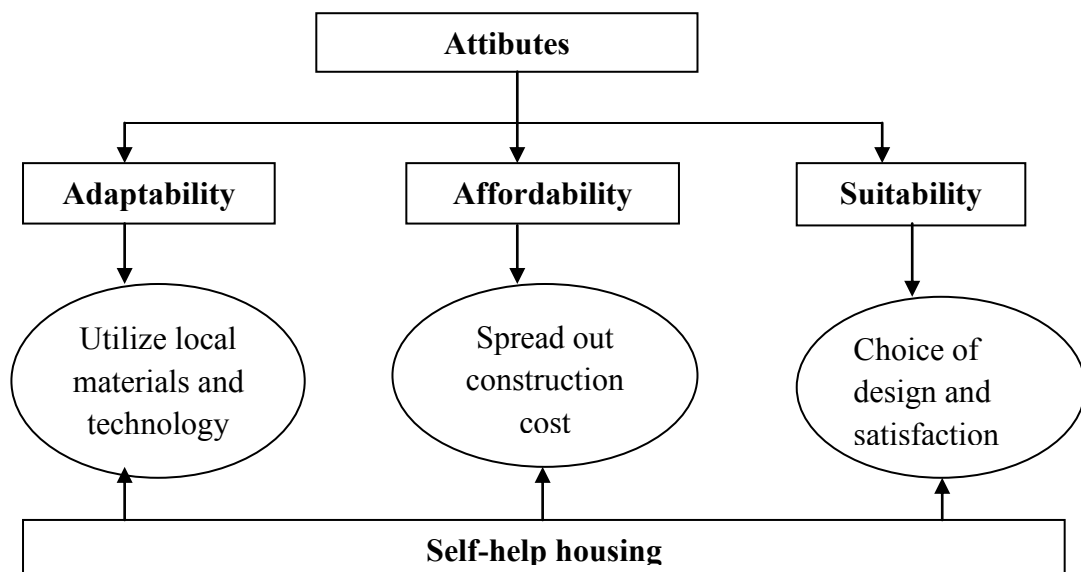 Attibutes
Adaptability
Affordability
Suitability
Utilize local
materials and
technology
Spread out
construction
cost
Choice of
design and
satisfaction
Self-help housing